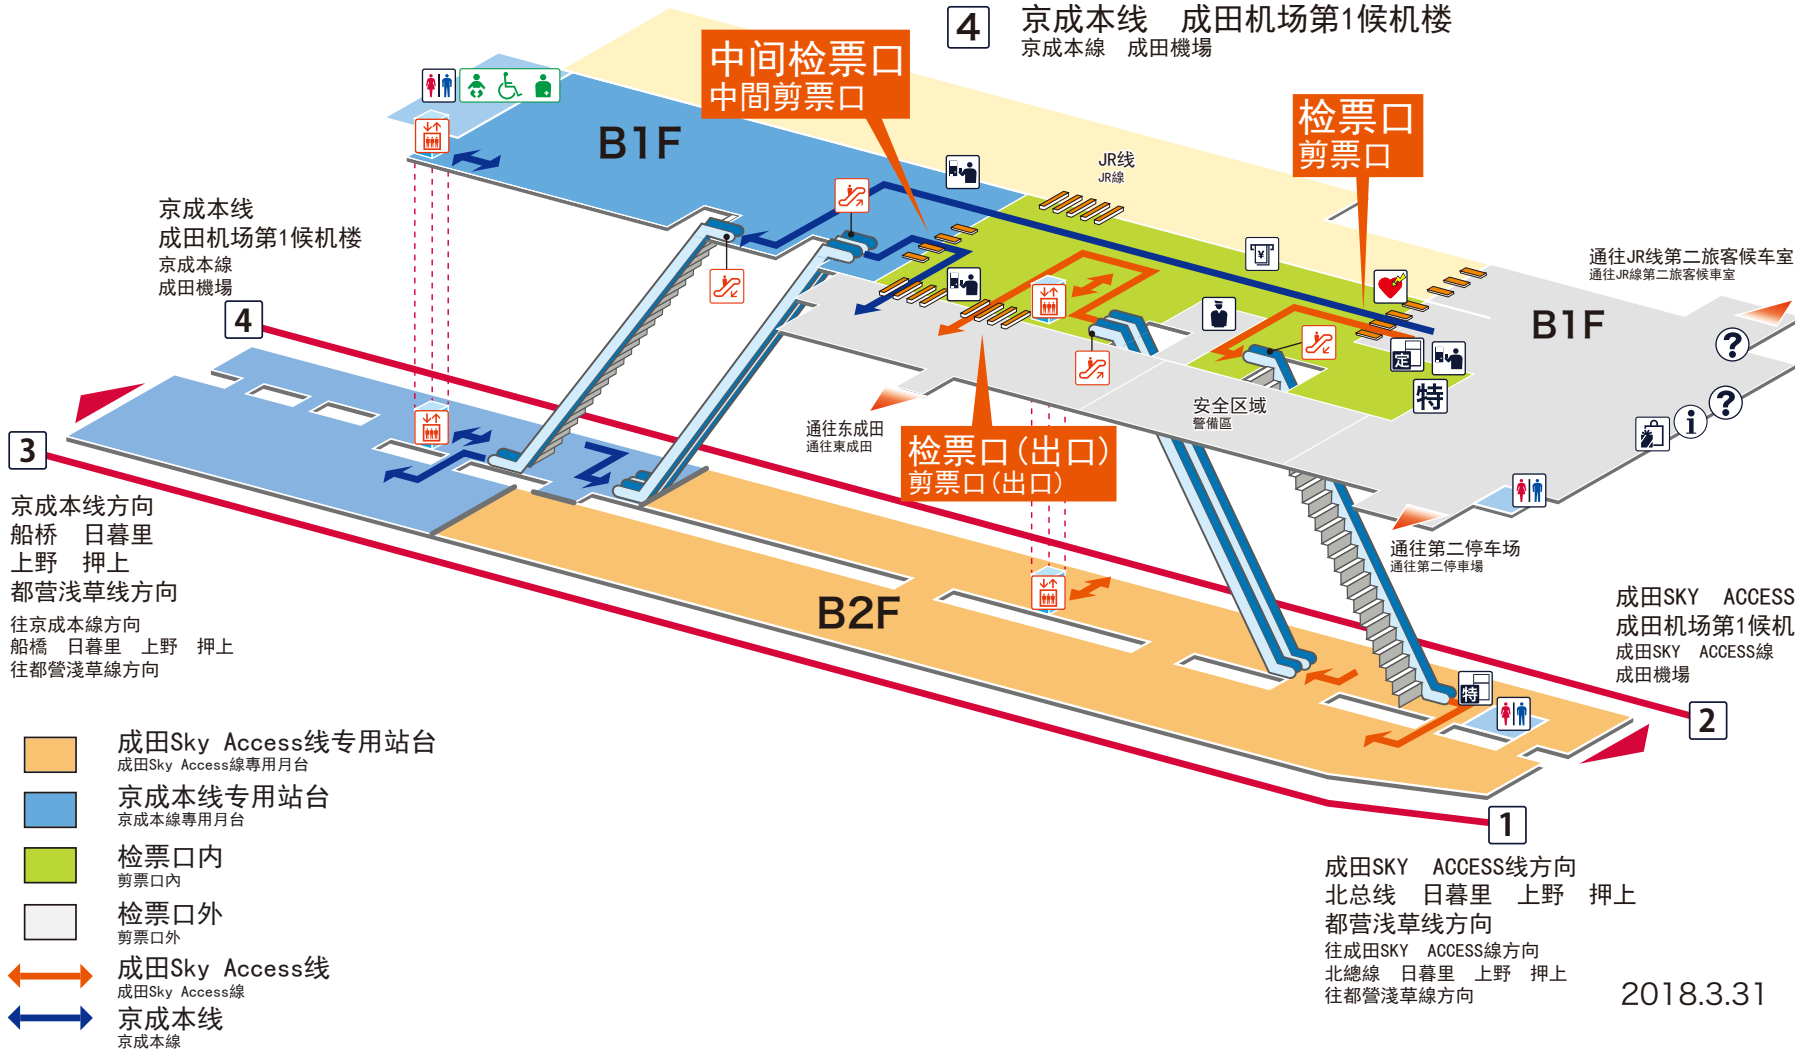 4
京成本线　成田机场第1候机楼
京成本線　成田機場
中间检票口
中間剪票口
检票口
剪票口
B1F
JR线
JR線
京成本线
成田机场第1候机楼
京成本線
成田機場
4
¥
通往JR线第二旅客候车室
通往JR線第二旅客候車室
B1F
?
定
特
?
i
安全区域
警備區
通往东成田
通往東成田
检票口(出口)
剪票口(出口)
3
京成本线方向
船桥　日暮里
上野　押上
都营浅草线方向
往京成本線方向
船橋　日暮里　上野　押上
往都營淺草線方向
通往第二停车场
通往第二停車場
B2F
成田SKY　ACCESS
成田机场第1候机
成田SKY　ACCESS線
成田機場
特
2
1
成田SKY　ACCESS线方向
北总线　日暮里　上野　押上
都营浅草线方向
往成田SKY　ACCESS線方向
北總線　日暮里　上野　押上
往都營淺草線方向
成田Sky Access线专用站台
成田Sky Access線專用月台
京成本线专用站台
京成本線專用月台
检票口内
剪票口內
检票口外
剪票口外
成田Sky Access线
成田Sky Access線
京成本线
京成本線
2018.3.31